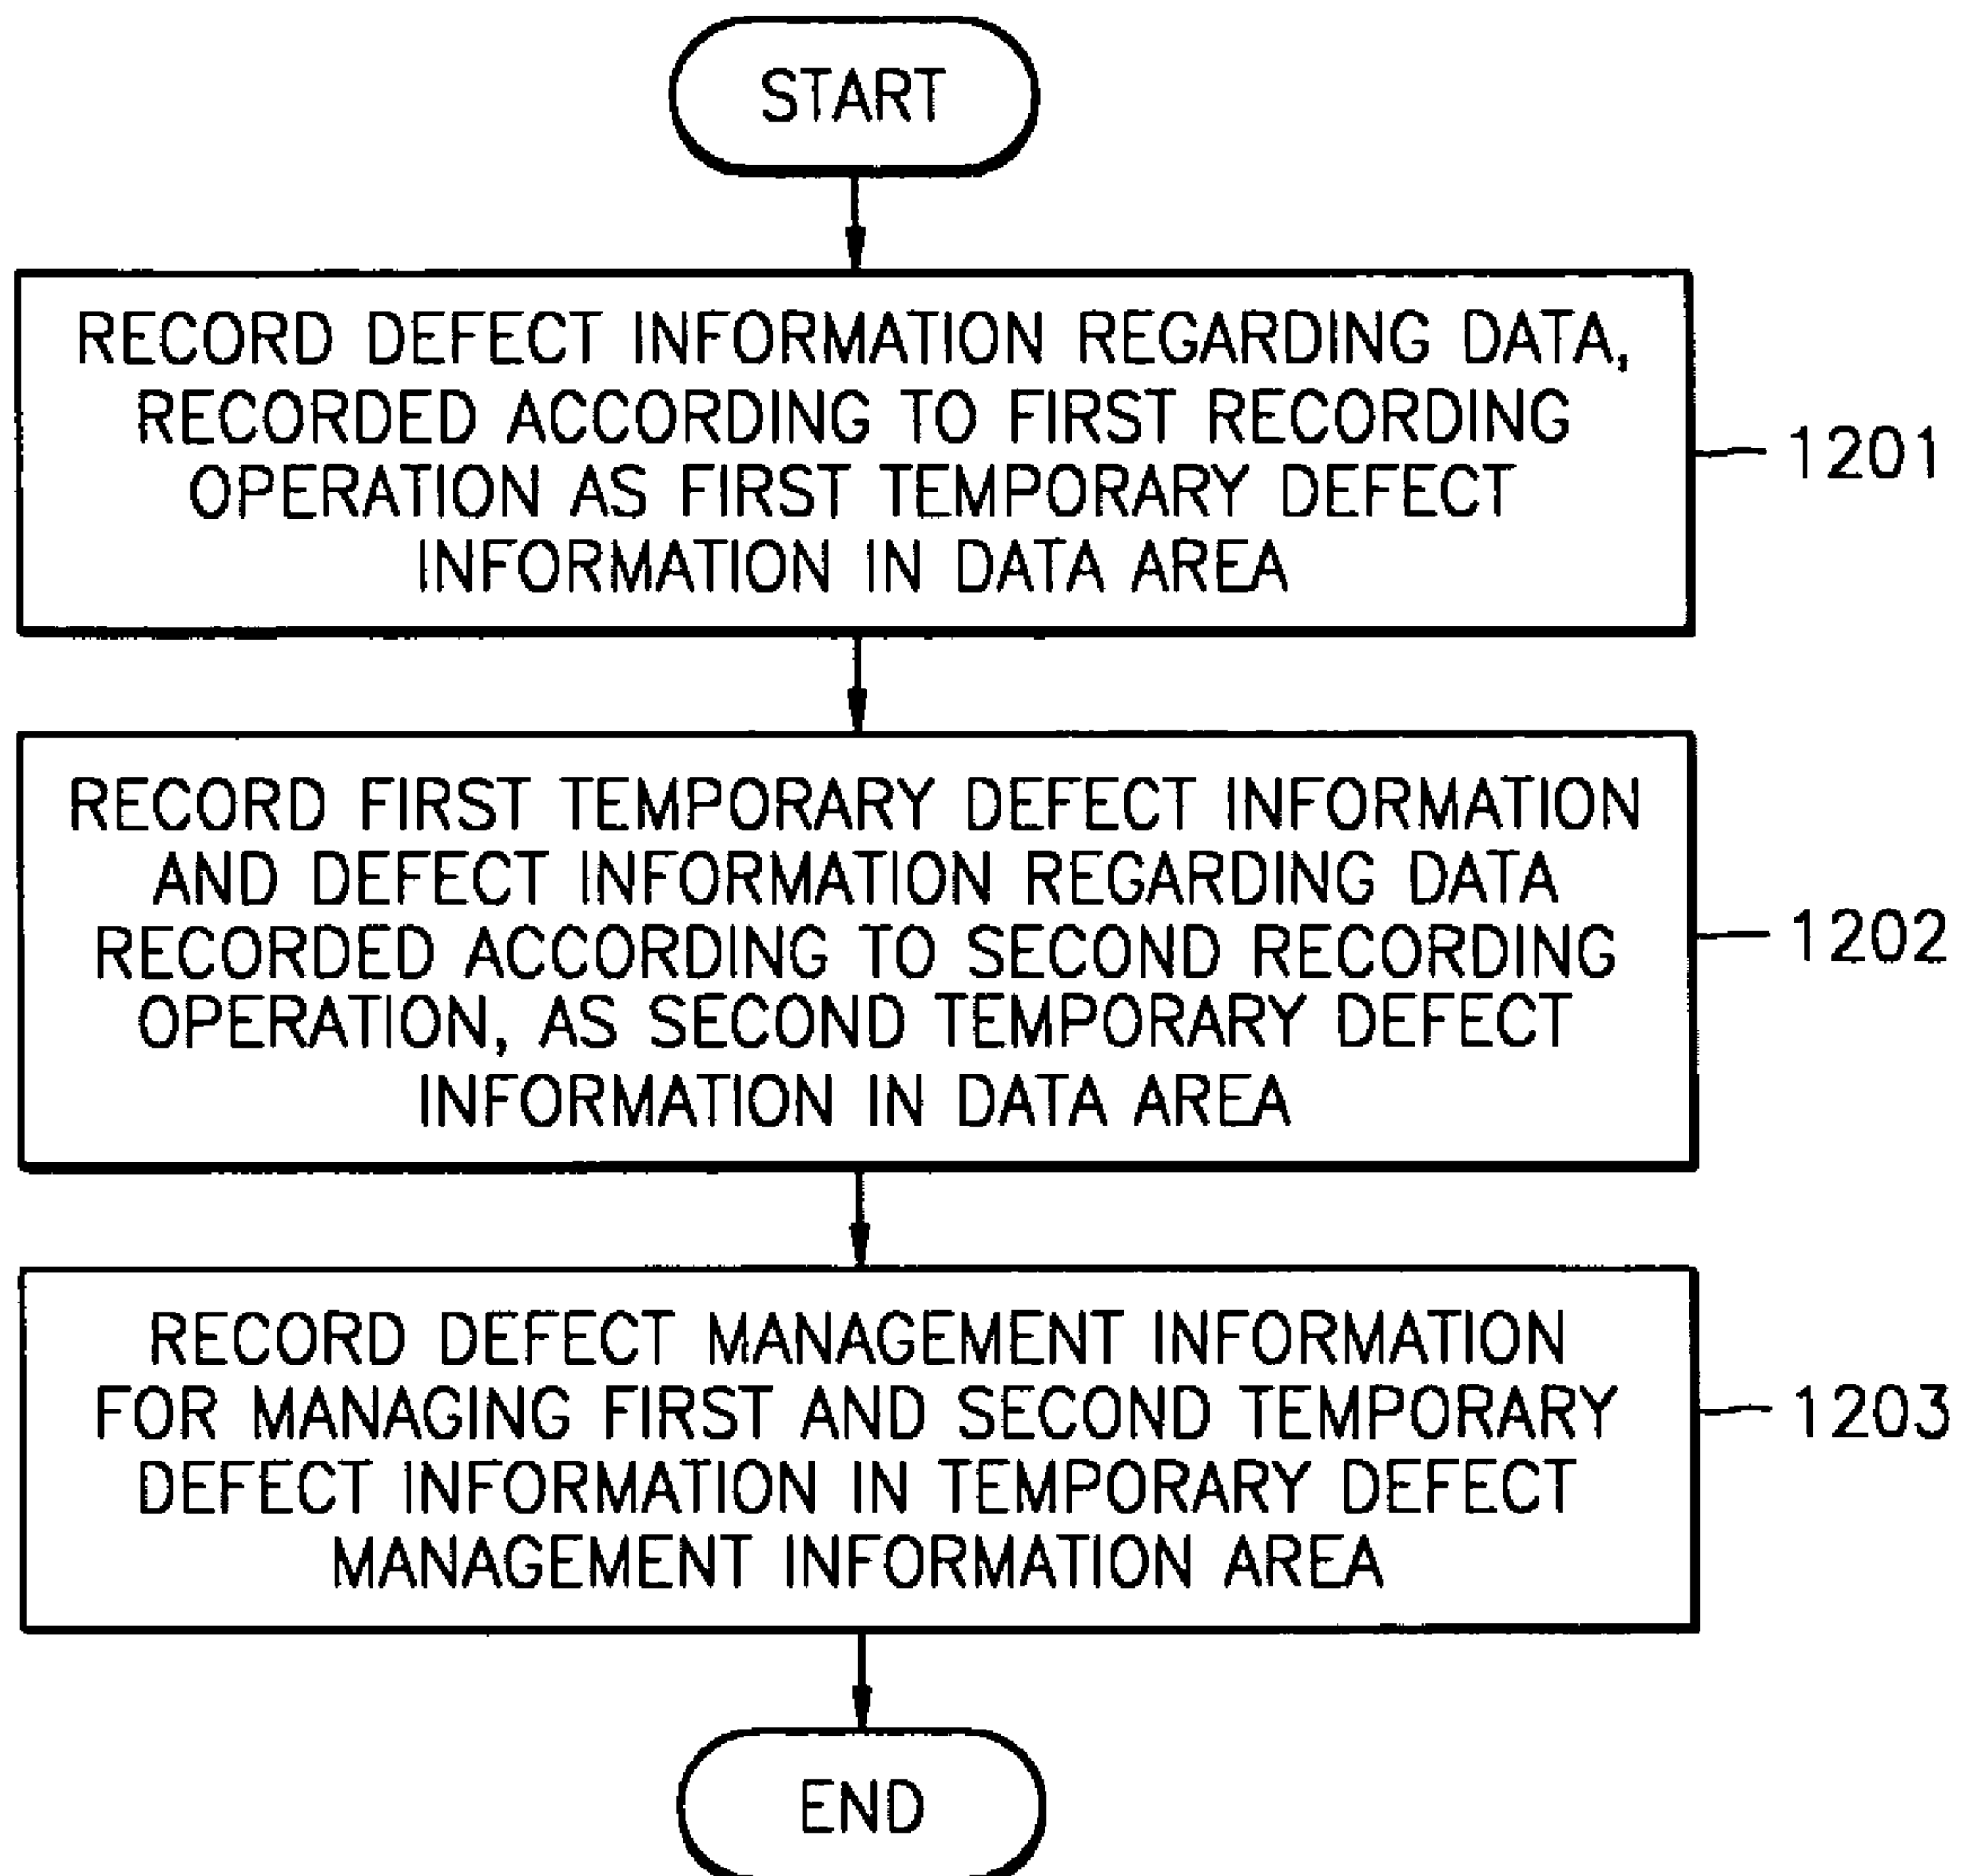 START
RECORD DEFECT INFORMATION REGARDING DATA,
RECORDED ACCORDING TO FIRST RECORDING
OPERATION AS FIRST TEMPORARY DEFECT
INFORMATION IN DATA AREA
1201
RECORD FIRST TEMPORARY DEFECT INFORMATION
AND DEFECT INFORMATION REGARDING DATA
RECORDED ACCORDING TO SECOND RECORDING
OPERATION, AS SECOND TEMPORARY DEFECT
INFORMATION IN DATA AREA
1202
RECORD DEFECT MANAGEMENT INFORMATION
FOR MANAGING FIRST AND SECOND TEMPORARY
DEFECT INFORMATION IN TEMPORARY DEFECT
MANAGEMENT INFORMATION AREA
1203
END